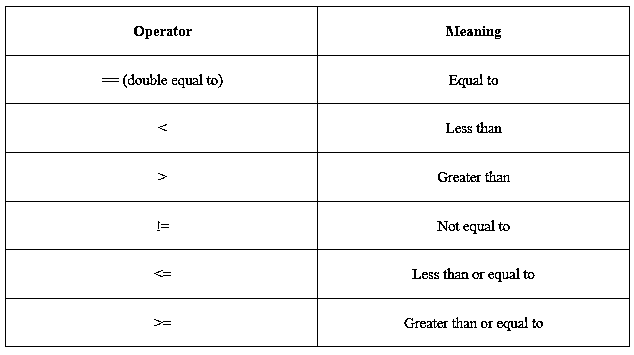 Operator Meaning
== (double equal to) Equal to
< Less than
> Greater than
!= Not equal to
<= Less than or equal to
>= Greater than or equal to